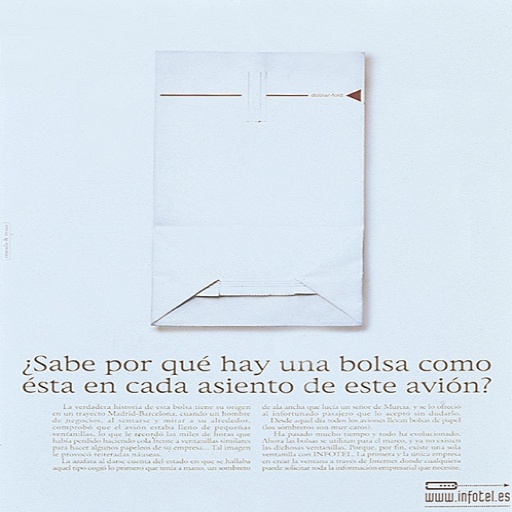 doblar-fold
¿Sabe por qué hay una bolsa como
ésta en cada asiento de este avión?
La verdadera historia de esta bolsa tiene su origen
en un trayecto Madrid-Barcelona, cuando un hombre
de negocios, al sentarse y mirar a su alrededor,
comprobó que el avión estaba lleno de pequeñas
ventanillas, lo que le recordó las miles de horas que
había perdido haciendo cola frente a ventanillas similares
para hacer algunos papeleos de su empresa... Tal imagen
le provocó reiteradas náuseas.
La azafata al darse cuenta del estado en que se hallaba
aquel tipo cogió lo primero que tenía a mano, un sombrero
de ala ancha que lucía un señor de Murcia, y se lo ofreció
al infortunado pasajero que lo aceptó sin dudarlo.
Desde aquel día todos los aviones llevan bolsas de papel
(los sombreros son muy caros).
Ha pasado mucho tiempo y todo ha evolucionado.
Ahora las bolsas se utilizan para el mareo, y ya no existen
las dichosas ventanillas. Porque, por fin, existe una sola
ventanilla con INFOTEL. La primera y la única empresa
en crear la ventana a través de Internet donde cualquiera
puede solicitar toda la información empresarial que necesite.
www.infotel.es